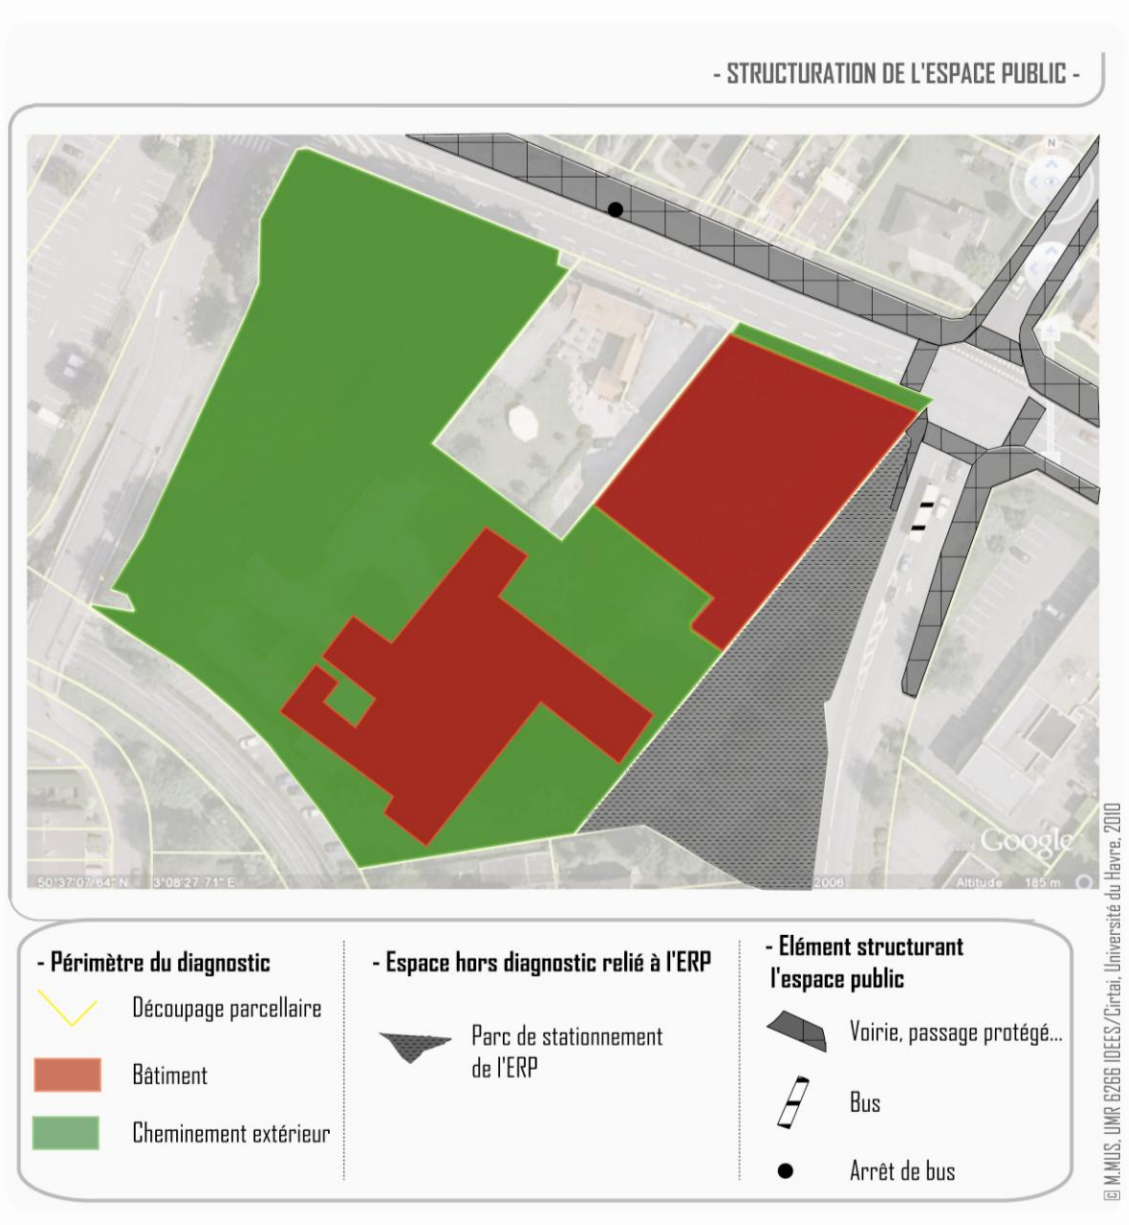 - STRUCTURATION DE L'ESPACE PUBLIC -
N
Google
50°37'07/64" N 3°08'27.71" E
2006
Altitude 185 m
- Périmètre du diagnostic
Découpage parcellaire
Bâtiment
Cheminement extérieur
- Espace hors diagnostic relié à l'ERP
Parc de stationnement
de l'ERP
- Elément structurant
l'espace public
Voirie, passage protégé...
Bus
Arrêt de bus
© M.MUS, UMR 6266 IDEES/Cirtai, Université du Havre, 2010